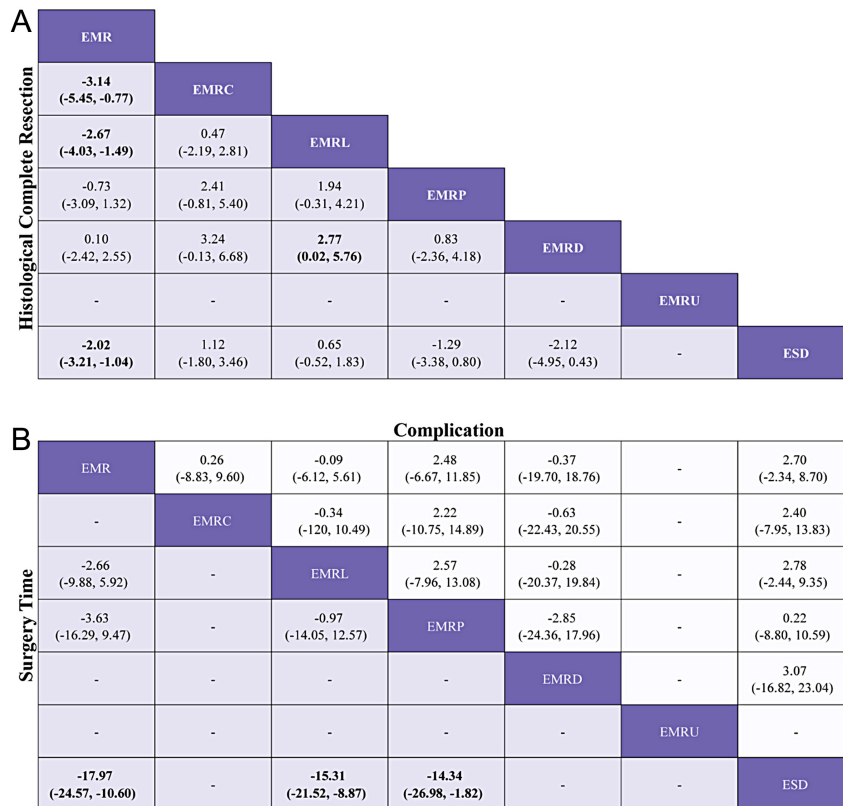 A
Histological Complete Resection
EMR
-3.14 EMRC
(-5.45, -0.77)
-2.67 0.47 EMRL
(-4.03, -1.49) (-2.19, 2.81)
-0.73 2.41 1.94 EMRP
(-3.09, 1.32) (-0.81, 5.40) (-0.31, 4.21)
0.10 3.24 2.77 0.83 EMRD
(-2.42, 2.55) (-0.13, 6.68) (0.02, 5.76) (-2.36, 4.18)
- - - - - EMRU
-2.02 1.12 0.65 -1.29 -2.12 - ESD
(-3.21, -1.04) (-1.80, 3.46) (-0.52, 1.83) (-3.38, 0.80) (-4.95, 0.43)
B
Complication
Surgery Time
EMR 0.26 -0.09 2.48 -0.37 - 2.70
(-8.83, 9.60) (-6.12, 5.61) (-6.67, 11.85) (-19.70, 18.76) (-2.34, 8.70)
- EMRC -0.34 2.22 -0.63 - 2.40
(-120, 10.49) (-10.75, 14.89) (-22.43, 20.55) (-7.95, 13.83)
-2.66 - EMRL 2.57 -0.28 - 2.78
(-9.88, 5.92) (-7.96, 13.08) (-20.37, 19.84) (-2.44, 9.35)
-3.63 - -0.97 EMRP -2.85 - 0.22
(-16.29, 9.47) (-14.05, 12.57) (-24.36, 17.96) (-8.80, 10.59)
- - - - EMRD - 3.07
(-16.82, 23.04)
- - - - - EMRU -
-17.97 - -15.31 -14.34 - - ESD
(-24.57, -10.60) (-21.52, -8.87) (-26.98, -1.82)